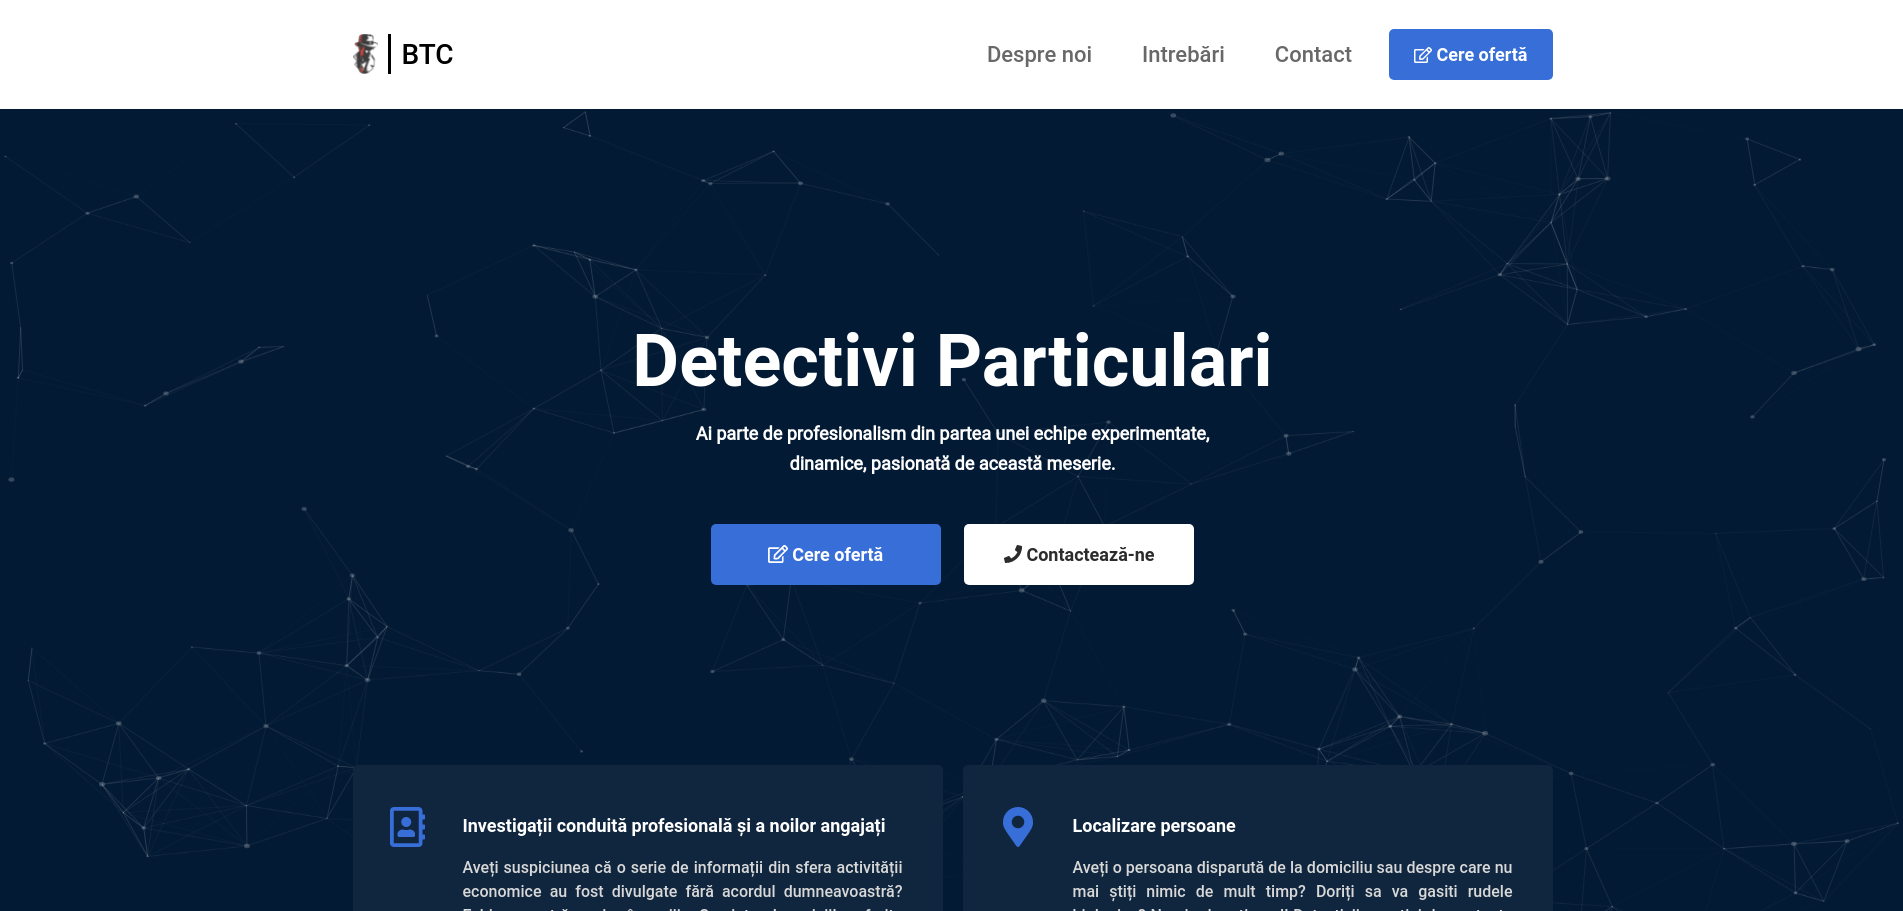 BTC
Despre noi
Intrebări
Contact
Cere ofertă
Detectivi Particulari
Ai parte de profesionalism din partea unei echipe experimentate,
dinamice, pasionată de această meserie.
Cere ofertă
Contactează-ne
Investigații conduită profesională și a noilor angajați
Aveți suspiciunea că o serie de informații din sfera activității
economice au fost divulgate fără acordul dumneavoastră?
Localizare persoane
Aveți o persoana disparută de la domiciliu sau despre care nu
mai știți nimic de mult timp? Doriți sa va gasiti rudele